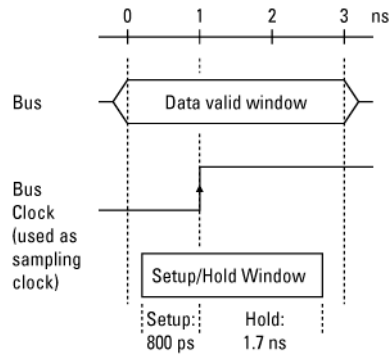 0 1 2 3 ns
Bus
Data valid window
Bus
Clock
(used as
sampling
clock)
Setup/Hold Window
Setup: Hold:
800 ps 1.7 ns